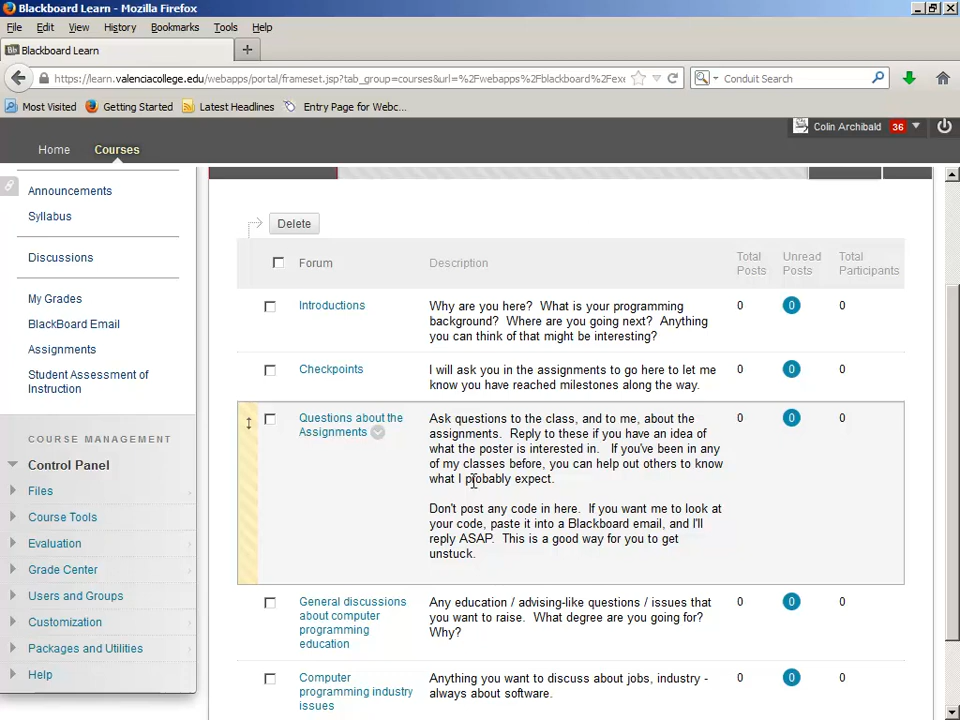 Blackboard Learn - Mozilla Firefox
File Edit View History Bookmarks Tools Help
Bb Blackboard Learn
https://learn.valenciacollege.edu/webapps/portal/frameset.jsp?tab_group=courses&url=%2Fwebapps%2Fblackboard%2Fexe
Conduit Search
Most Visited Getting Started Latest Headlines Entry Page for Webc...
Colin Archibald 36
Home Courses
Announcements
Syllabus
Discussions
My Grades
BlackBoard Email
Assignments
Student Assessment of
Instruction
COURSE MANAGEMENT
Control Panel
Files
Course Tools
Evaluation
Grade Center
Users and Groups
Customization
Packages and Utilities
Help
Delete
Forum Description Total
Posts Unread
Posts Total
Participants
Introductions
Why are you here? What is your programming
background? Where are you going next? Anything
you can think of that might be interesting?
0 0 0
Checkpoints
I will ask you in the assignments to go here to let me
know you have reached milestones along the way.
0 0 0
Questions about the
Assignments
Ask questions to the class, and to me, about the
assignments. Reply to these if you have an idea of
what the poster is interested in. If you've been in any
of my classes before, you can help out others to know
what I probably expect.
Don't post any code in here. If you want me to look at
your code, paste it into a Blackboard email, and I'll
reply ASAP. This is a good way for you to get
unstuck.
0 0 0
General discussions
about computer
programming
education
Any education / advising-like questions / issues that
you want to raise. What degree are you going for?
Why?
0 0 0
Computer
programming industry
issues
Anything you want to discuss about jobs, industry -
always about software.
0 0 0